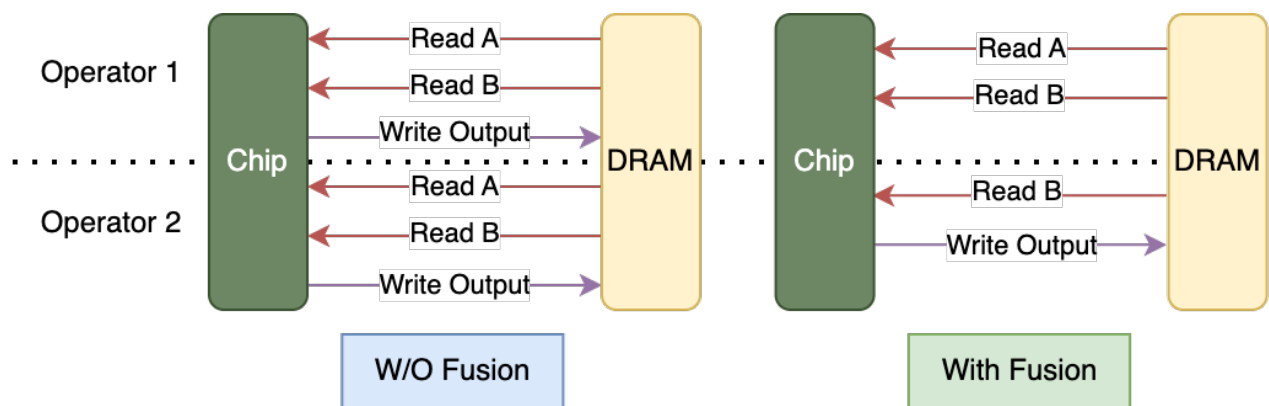 Operator 1
Operator 2
Chip
Read A
Read B
Write Output
Read A
Read B
Write Output
DRAM
W/O Fusion
Chip
Read A
Read B
Read B
Write Output
DRAM
With Fusion